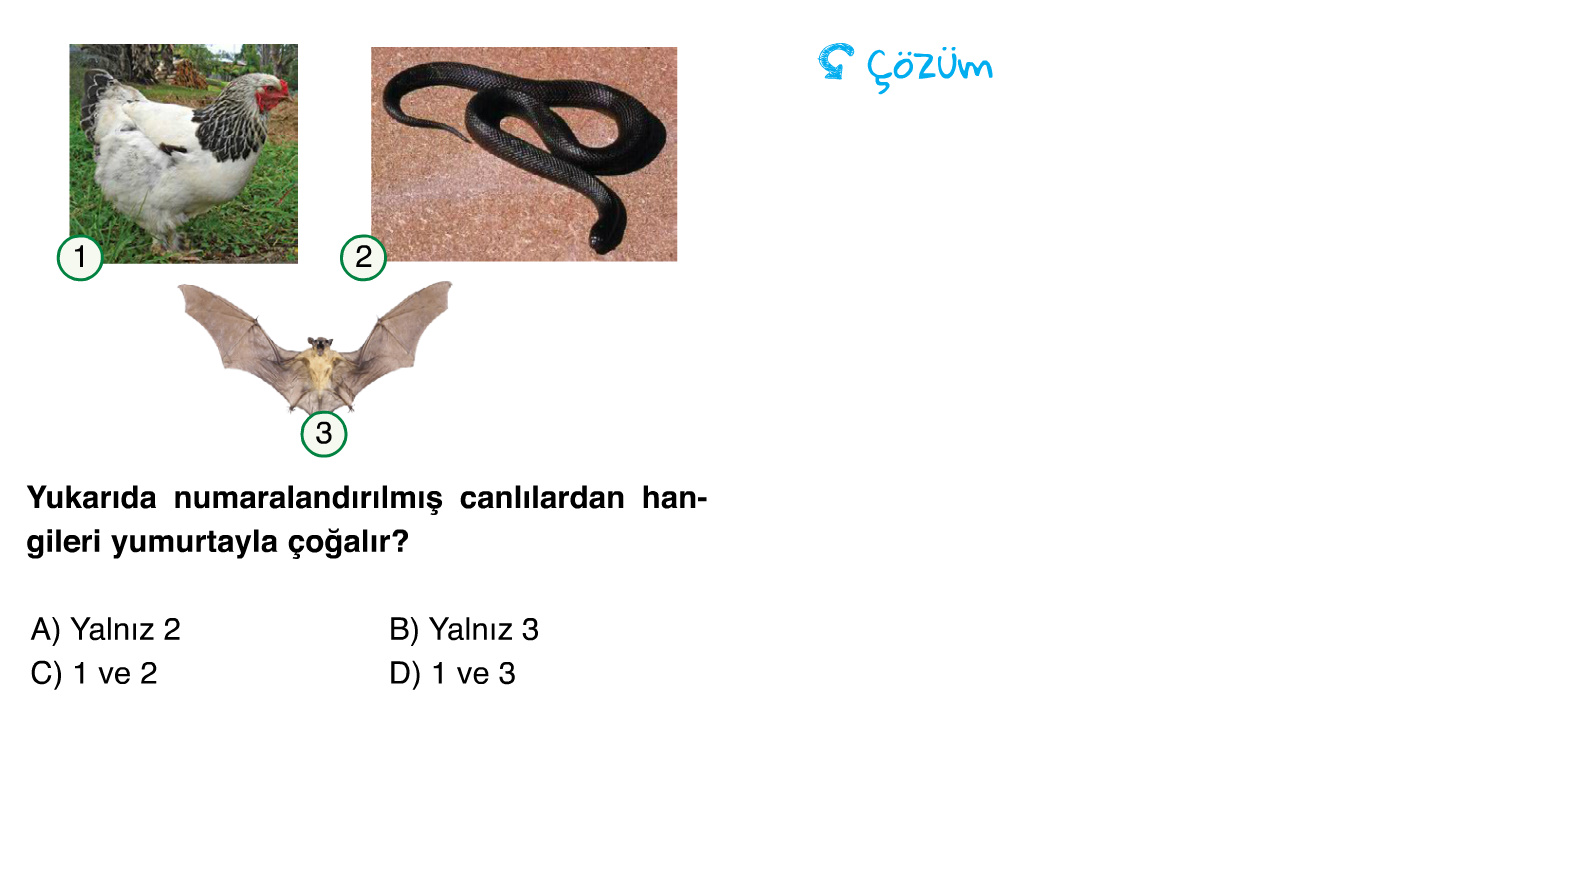 1
2
3
Yukarıda numaralandırılmış canlılardan han-
gileri yumurtayla çoğalır?
A) Yalnız 2
B) Yalnız 3
C) 1 ve 2
D) 1 ve 3
Çözüm